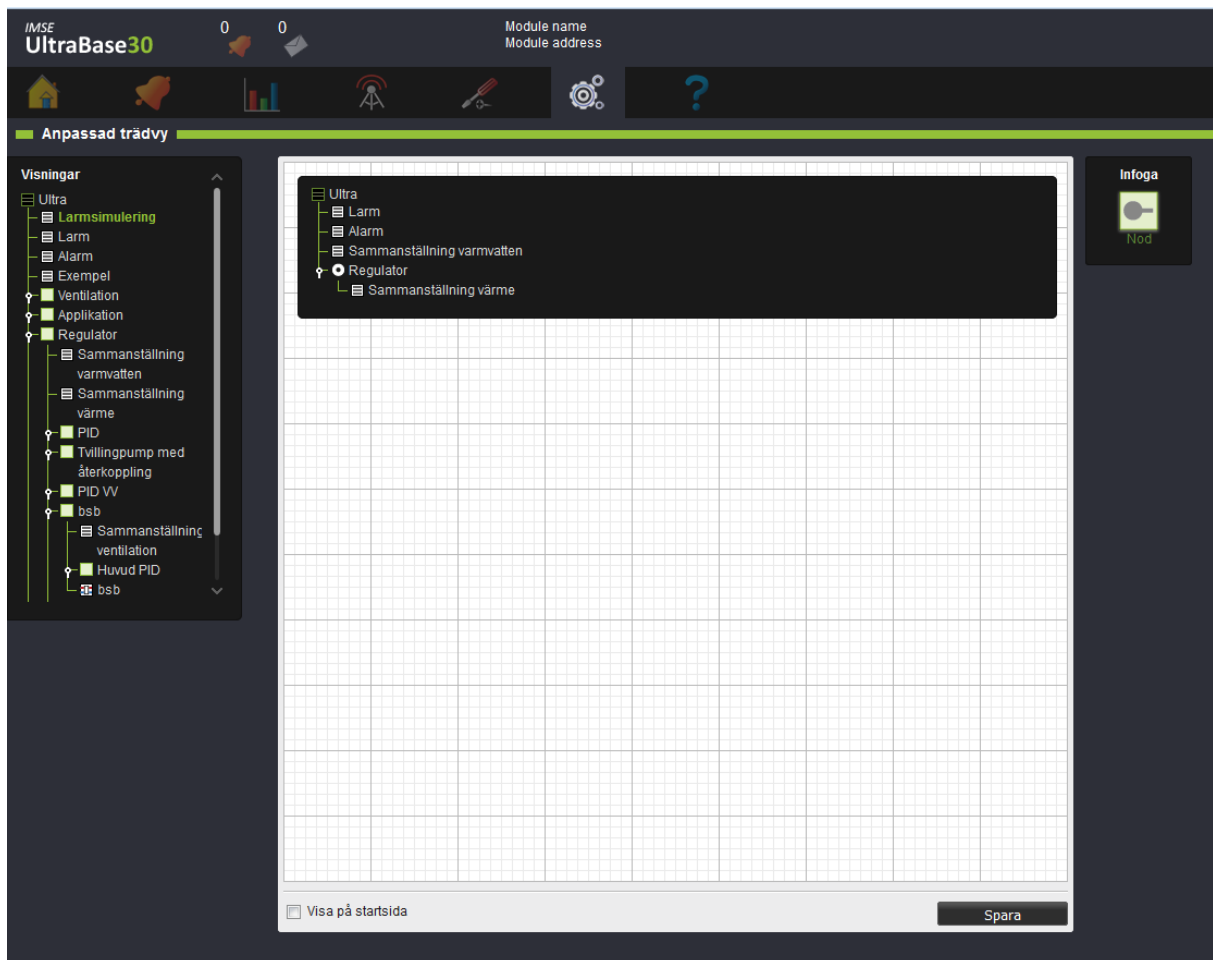 IMSE
UltraBase30
0
0
Module name
Module address
?
Anpassad trädvy
Visningar
Ultra
Larmsimulering
Larm
Alarm
Exempel
Ventilation
Applikation
Regulator
Sammanställning
varmvatten
Sammanställning
värme
PID
Tvillingpump med
återkoppling
PID VV
bsb
Sammanställning
ventilation
Huvud PID
bsb
Ultra
Larm
Alarm
Sammanställning varmvatten
Regulator
Sammanställning värme
Infoga
Nod
Visa på startsida
Spara